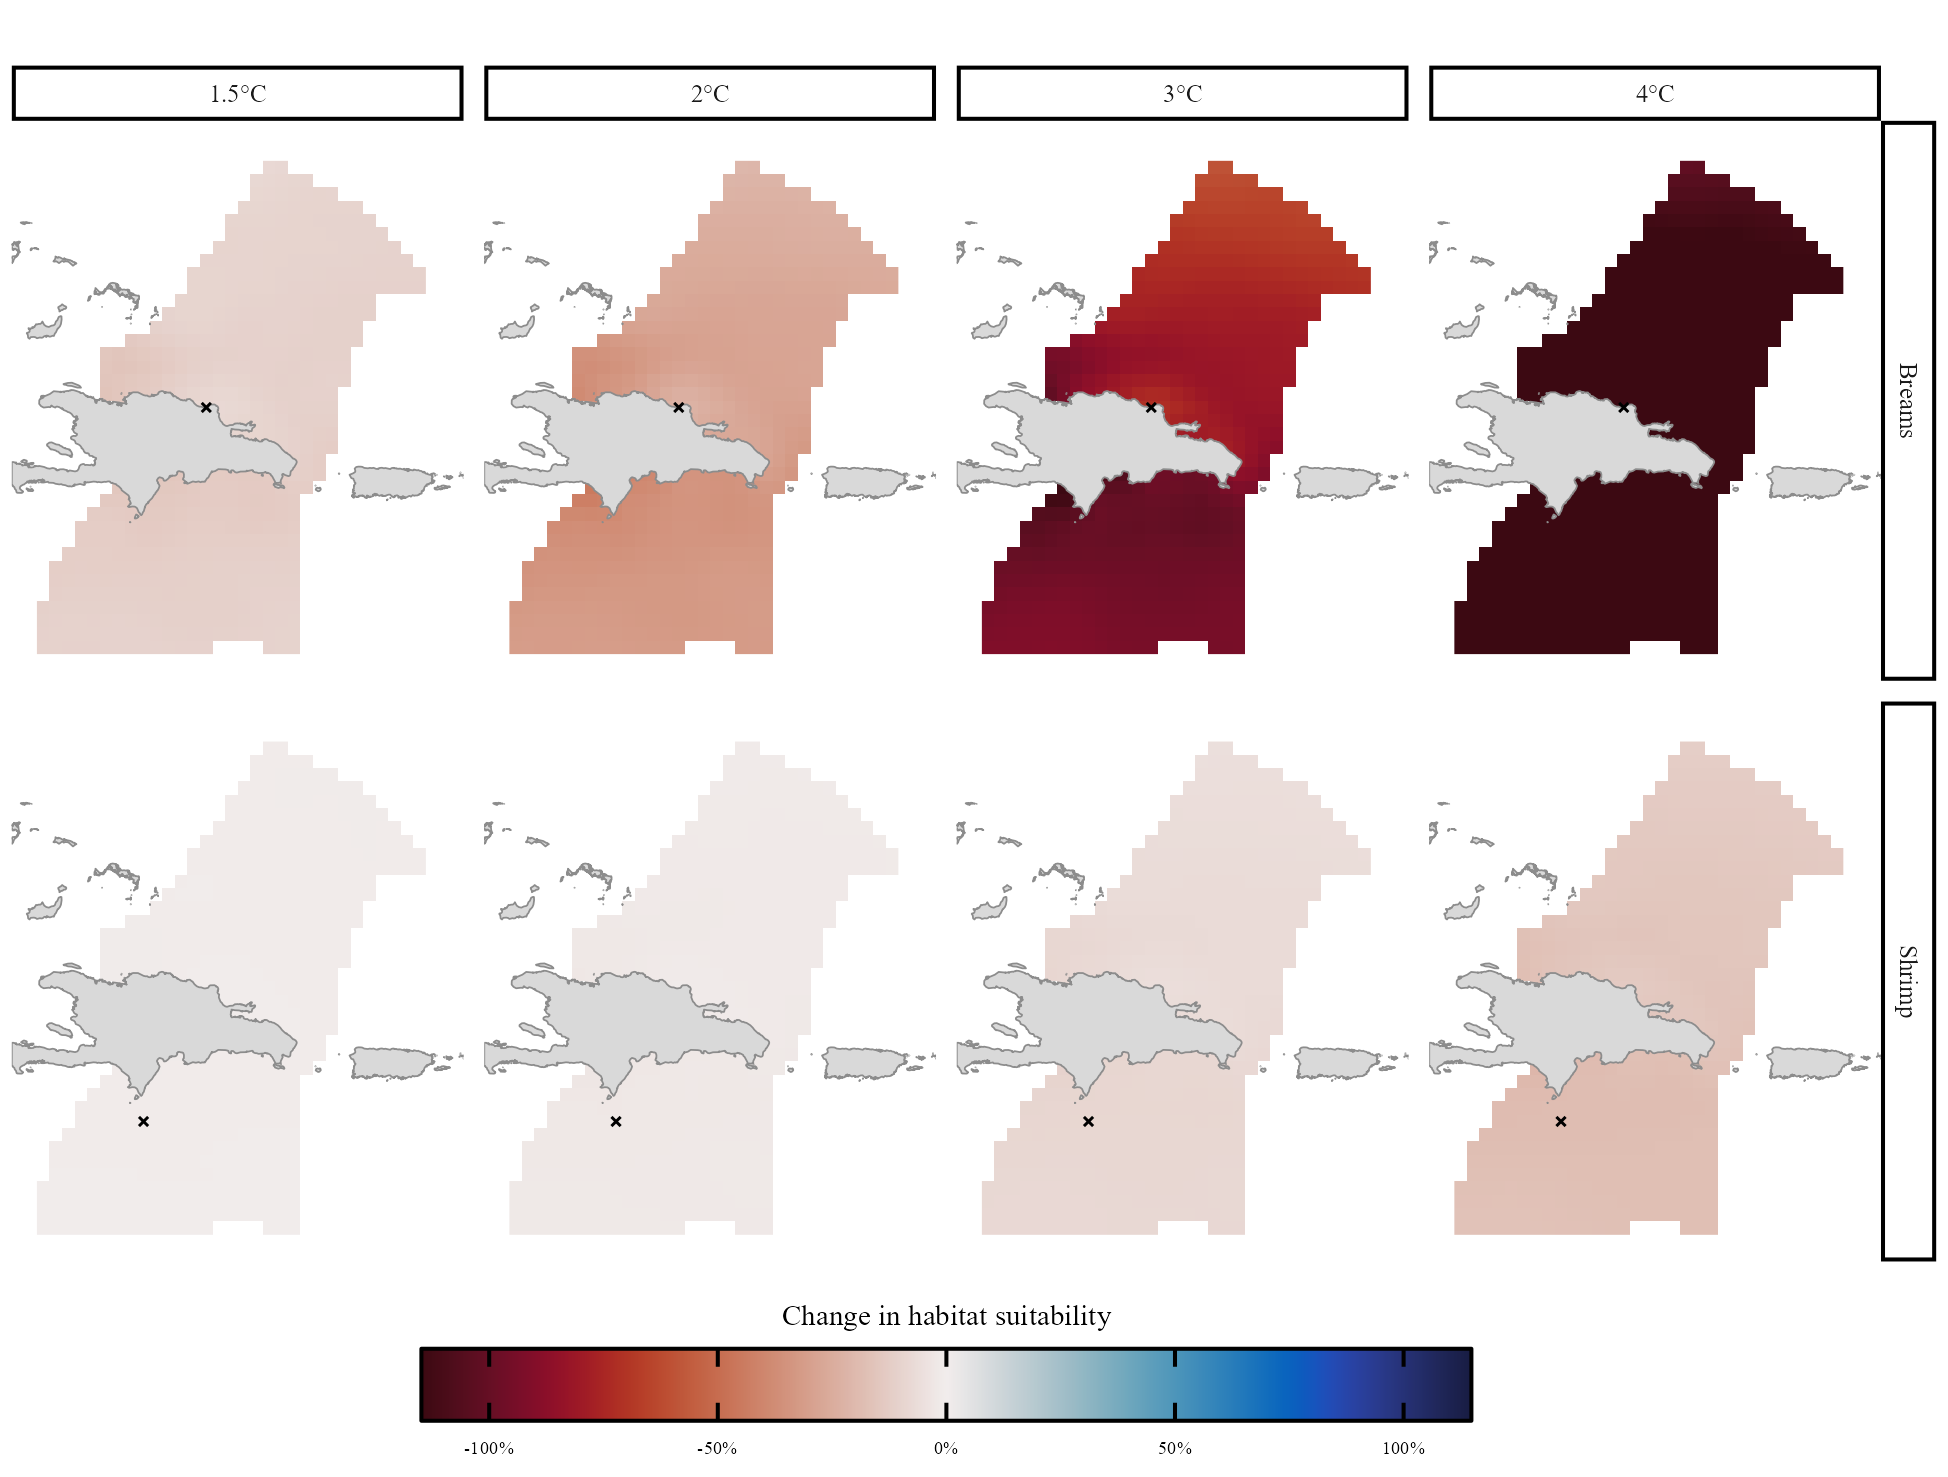 1.5°C
2°C
3°C
4°C
Breams
Shrimp
Change in habitat suitability
-100%
-50%
0%
50%
100%